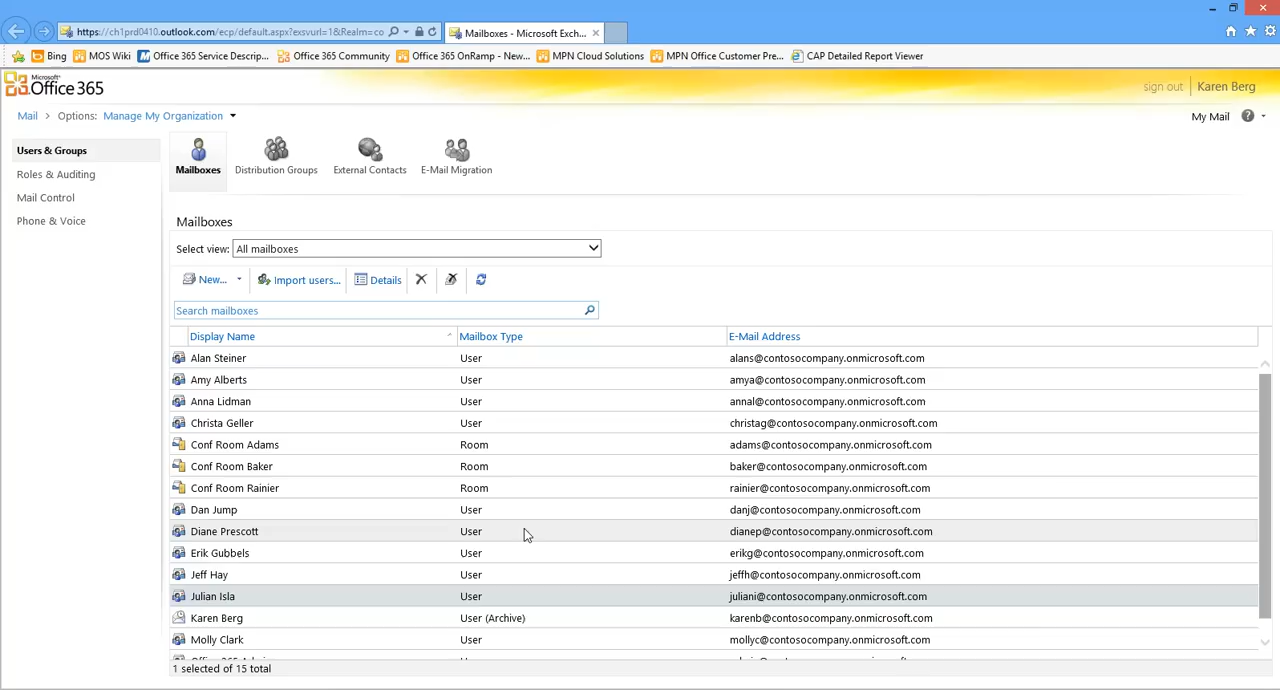 https://ch1prd0410.outlook.com/ecp/default.aspx?exsvurl=1&Realm=co
Mailboxes - Microsoft Exch...
Bing MOS Wiki Office 365 Service Descrip... Office 365 Community Office 365 OnRamp - New... MPN Cloud Solutions MPN Office Customer Pre... CAP Detailed Report Viewer
Microsoft
Office 365
sign out Karen Berg
Mail > Options: Manage My Organization
My Mail ?
Users & Groups
Roles & Auditing
Mail Control
Phone & Voice
Mailboxes Distribution Groups External Contacts E-Mail Migration
Mailboxes
Select view: All mailboxes
New... Import users... Details
Search mailboxes
Display Name Mailbox Type E-Mail Address
Alan Steiner User alans@contosocompany.onmicrosoft.com
Amy Alberts User amya@contosocompany.onmicrosoft.com
Anna Lidman User annal@contosocompany.onmicrosoft.com
Christa Geller User christag@contosocompany.onmicrosoft.com
Conf Room Adams Room adams@contosocompany.onmicrosoft.com
Conf Room Baker Room baker@contosocompany.onmicrosoft.com
Conf Room Rainier Room rainier@contosocompany.onmicrosoft.com
Dan Jump User danj@contosocompany.onmicrosoft.com
Diane Prescott User dianep@contosocompany.onmicrosoft.com
Erik Gubbels User erikg@contosocompany.onmicrosoft.com
Jeff Hay User jeffh@contosocompany.onmicrosoft.com
Julian Isla User juliani@contosocompany.onmicrosoft.com
Karen Berg User (Archive) karenb@contosocompany.onmicrosoft.com
Molly Clark User mollyc@contosocompany.onmicrosoft.com
1 selected of 15 total